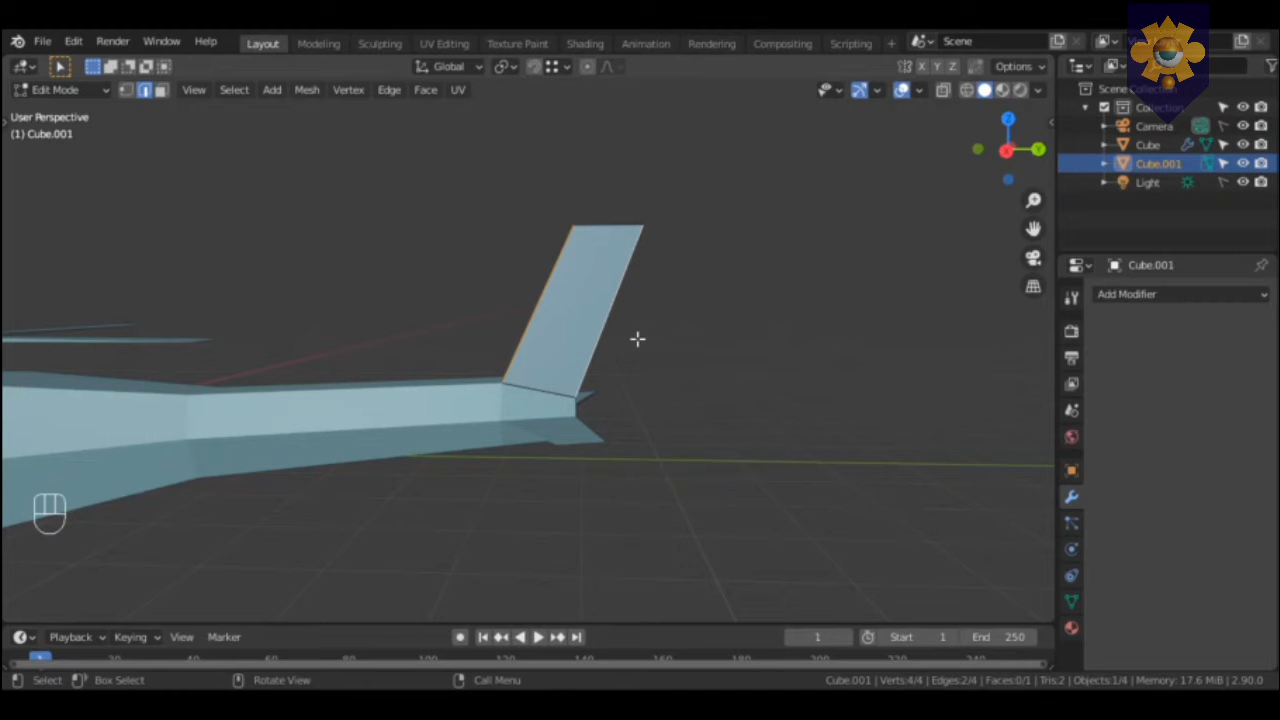 File Edit Render Window Help Layout Modeling Sculpting UV Editing Texture Paint Shading Animation Rendering Compositing Scripting + Scene
Global X Y Z Options
Edit Mode View Select Add Mesh Vertex Edge Face UV
Scene Collection
User Perspective
(1) Cube.001
Z
X Y
Collection
Camera
Cube
Cube.001
Light
Cube.001
Add Modifier
Playback Keying View Marker 1 Start 1 End 250
1
Select Box Select Rotate View Call Menu Cube.001 | Verts:4/4 | Edges:2/4 | Faces:0/1 | Tris:2 | Objects:1/4 | Memory: 17.6 MiB | 2.90.0